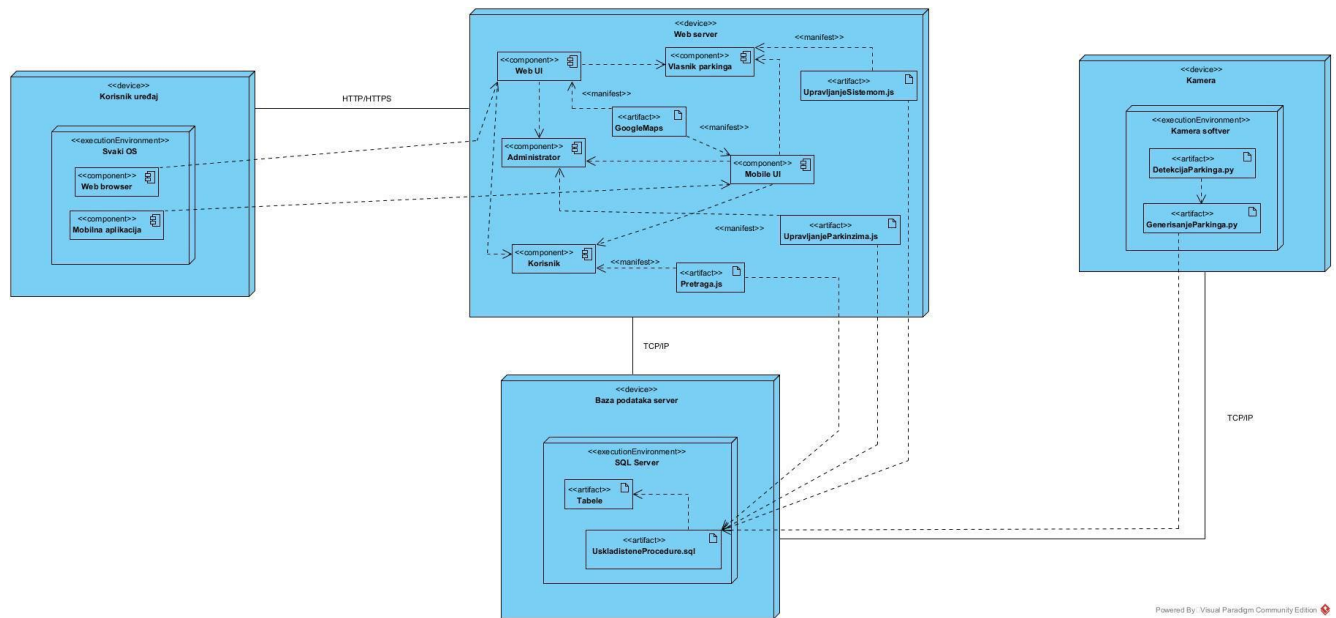 <<device>>
Korisnik uređaj
<<executionEnvironment>>
Svaki OS
<<component>>
Web browser
<<component>>
Mobilna aplikacija
HTTP/HTTPS
<<device>>
Web server
<<component>>
Web UI
<<component>>
Vlasnik parkinga
<<manifest>>
<<artifact>>
UpravljanjeSistemom.js
<<manifest>>
<<artifact>>
GoogleMaps
<<manifest>>
<<component>>
Administrator
<<component>>
Mobile UI
<<artifact>>
UpravljanjeParkinzima.js
<<manifest>>
<<component>>
Korisnik
<<manifest>>
<<artifact>>
Pretraga.js
<<device>>
Kamera
<<executionEnvironment>>
Kamera softver
<<artifact>>
DetekcijaParkinga.py
<<artifact>>
GenerisanjeParkinga.py
TCP/IP
<<device>>
Baza podataka server
<<executionEnvironment>>
SQL Server
<<artifact>>
Tabele
<<artifact>>
UskladisteneProcedure.sql
TCP/IP
Powered By: Visual Paradigm Community Edition